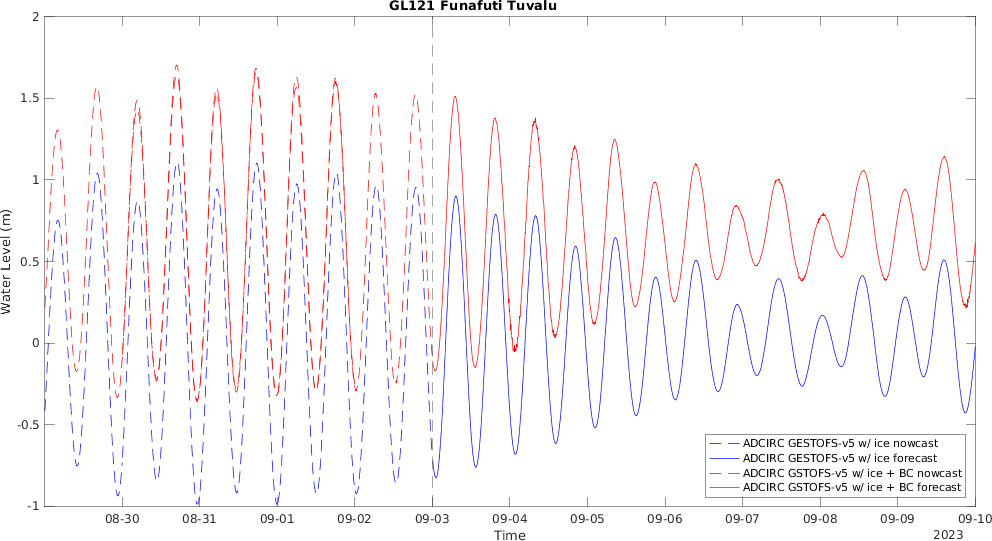 GL121 Funafuti Tuvalu
2
1.5
1
0.5
0
-0.5
-1
Water Level (m)
08-30 08-31 09-01 09-02 09-03 09-04 09-05 09-06 09-07 09-08 09-09 09-10
Time
2023
ADCIRC GESTOFS-v5 w/ ice nowcast
ADCIRC GESTOFS-v5 w/ ice forecast
ADCIRC GSTOFS-v5 w/ ice + BC nowcast
ADCIRC GSTOFS-v5 w/ ice + BC forecast